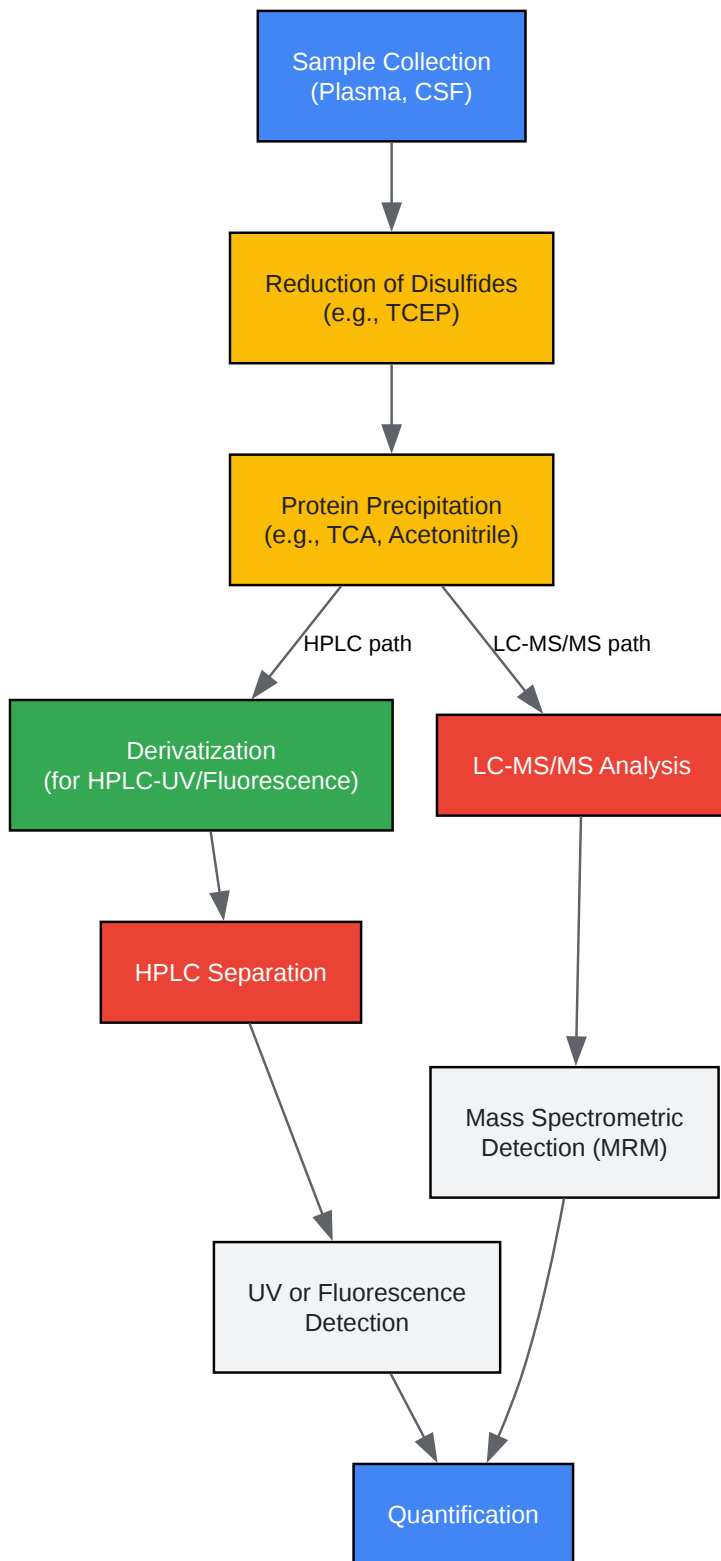 Sample Collection
(Plasma, CSF)
Reduction of Disulfides
(e.g., TCEP)
Protein Precipitation
(e.g., TCA, Acetonitrile)
HPLC path
LC-MS/MS path
Derivatization
(for HPLC-UV/Fluorescence)
LC-MS/MS Analysis
HPLC Separation
Mass Spectrometric
Detection (MRM)
UV or Fluorescence
Detection
Quantification